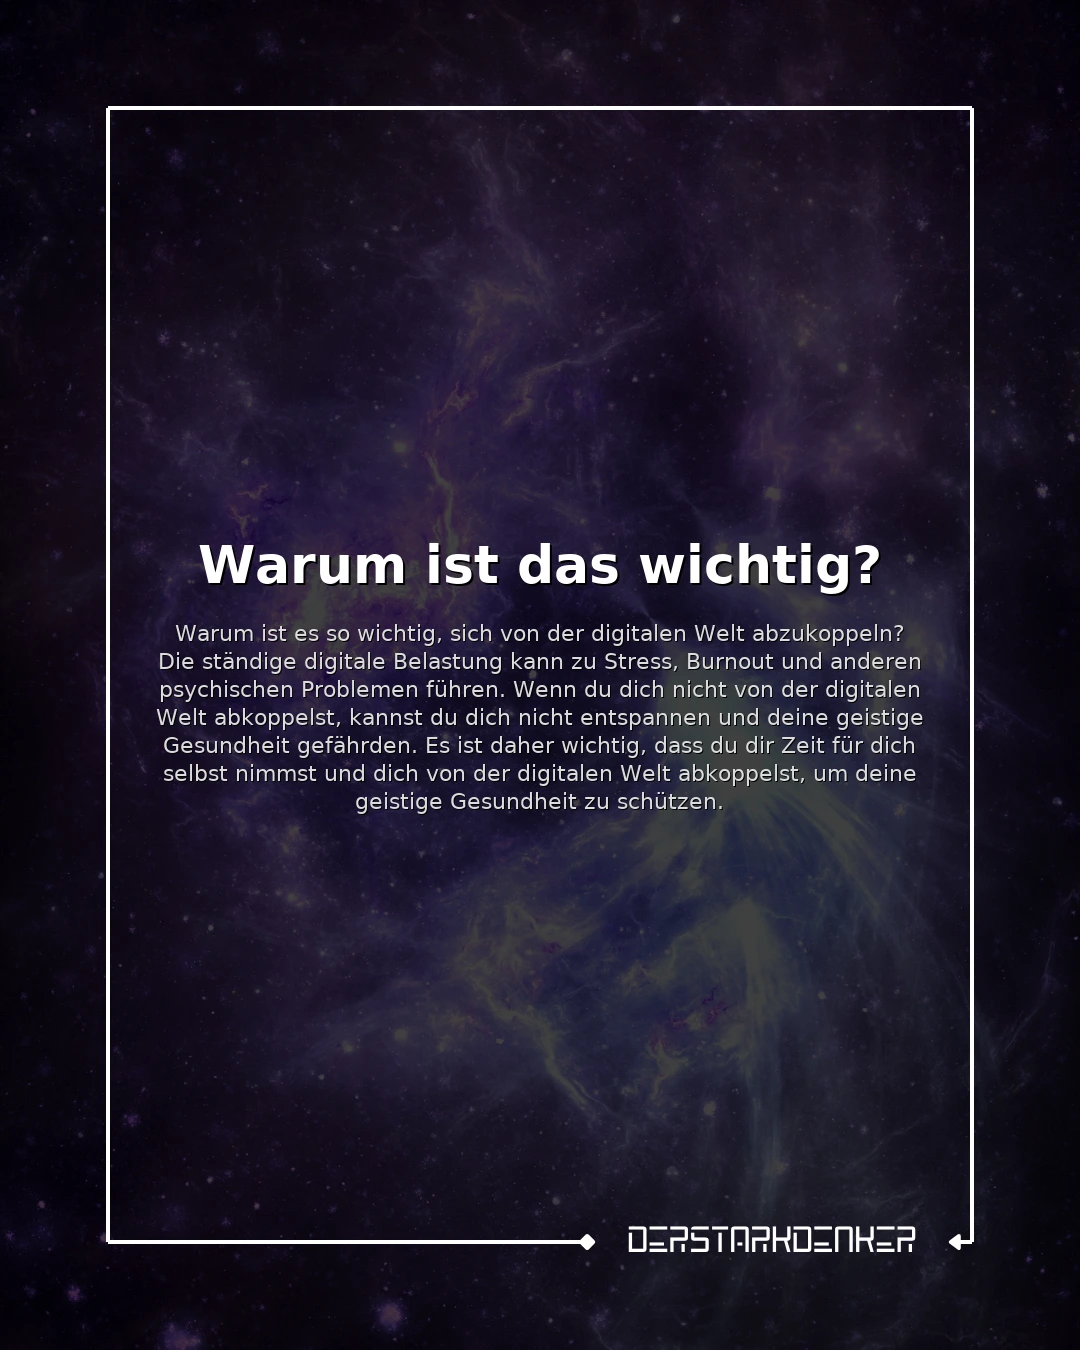 Warum ist das wichtig?
Warum ist es so wichtig, sich von der digitalen Welt abzukoppeln?
Die ständige digitale Belastung kann zu Stress, Burnout und anderen
psychischen Problemen führen. Wenn du dich nicht von der digitalen
Welt abkoppelst, kannst du dich nicht entspannen und deine geistige
Gesundheit gefährden. Es ist daher wichtig, dass du dir Zeit für dich
selbst nimmst und dich von der digitalen Welt abkoppelst, um deine
geistige Gesundheit zu schützen.
DERSTARKDENKER